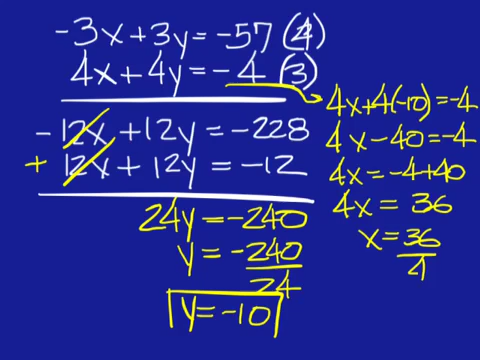 -3x+3y=-57 (4)
4x+4y=-4 (3)
-12x+12y=-228
+ 12x+12y=-12
24y=-240
y=-240
24
y=-10
4x+4(-10)=-4
4x-40=-4
4x=-4+40
4x=36
x=36
4